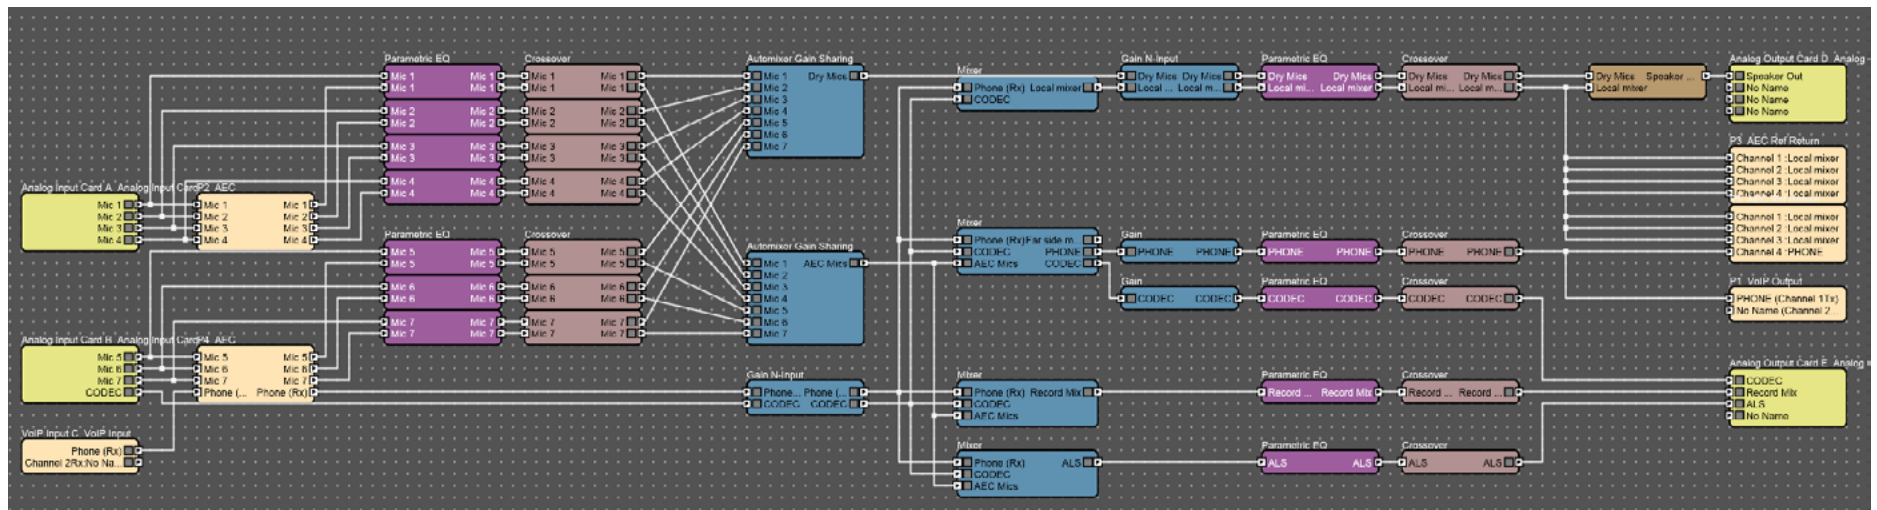 Analog Input Card A Analog Input Card
Mic 1
Mic 2
Mic 3
Mic 4
P2 AEC
Mic 1 Mic 1
Mic 2 Mic 2
Mic 3 Mic 3
Mic 4 Mic 4
Analog Input Card B Analog Input Card
Mic 5
Mic 6
Mic 7
CODEC
P4 AEC
Mic 5 Mic 5
Mic 6 Mic 6
Mic 7 Mic 7
Phone (... Phone (Rx)
VoIP Input C VoIP Input
Phone (Rx)
Channel 2Rx:No Na...
Parametric EQ
Mic 1 Mic 1
Mic 1 Mic 1
Mic 2 Mic 2
Mic 2 Mic 2
Mic 3 Mic 3
Mic 3 Mic 3
Mic 4 Mic 4
Mic 4 Mic 4
Crossover
Mic 1 Mic 1
Mic 1 Mic 1
Mic 2 Mic 2
Mic 2 Mic 2
Mic 3 Mic 3
Mic 3 Mic 3
Mic 4 Mic 4
Mic 4 Mic 4
Parametric EQ
Mic 5 Mic 5
Mic 5 Mic 5
Mic 6 Mic 6
Mic 6 Mic 6
Mic 7 Mic 7
Mic 7 Mic 7
Crossover
Mic 5 Mic 5
Mic 5 Mic 5
Mic 6 Mic 6
Mic 6 Mic 6
Mic 7 Mic 7
Mic 7 Mic 7
Automixer Gain Sharing
Mic 1 Dry Mics
Mic 2
Mic 3
Mic 4
Mic 5
Mic 6
Mic 7
Automixer Gain Sharing
Mic 1 AEC Mics
Mic 2
Mic 3
Mic 4
Mic 5
Mic 6
Mic 7
Gain N-Input
Phone... Phone (...
CODEC CODEC
Mixer
Phone (Rx) Local mixer
CODEC
Mixer
Phone (Rx) Far side m...
CODEC PHONE
AEC Mics CODEC
Mixer
Phone (Rx) Record Mix
CODEC
AEC Mics
Mixer
Phone (Rx) ALS
CODEC
AEC Mics
Gain N-Input
Dry Mics Dry Mics
Local ... Local m...
Parametric EQ
Dry Mics Dry Mics
Local mi... Local mixer
Crossover
Dry Mics Dry Mics
Local mi... Local m...
Dry Mics Speaker ...
Local mixer
Gain
PHONE PHONE
Parametric EQ
PHONE PHONE
Crossover
PHONE PHONE
Gain
CODEC CODEC
Parametric EQ
CODEC CODEC
Crossover
CODEC CODEC
Parametric EQ
Record ... Record Mix
Crossover
Record ... Record ...
Parametric EQ
ALS ALS
Crossover
ALS ALS
Analog Output Card D Analog
Speaker Out
No Name
No Name
No Name
P3 AEC Ref Return
Channel 1 :Local mixer
Channel 2 :Local mixer
Channel 3 :Local mixer
Channel 4 :Local mixer
Channel 1 :Local mixer
Channel 2 :Local mixer
Channel 3 :Local mixer
Channel 4 :PHONE
P1 VoIP Output
PHONE (Channel 1Tx)
No Name (Channel 2...
Analog Output Card E Analog
CODEC
Record Mix
ALS
No Name